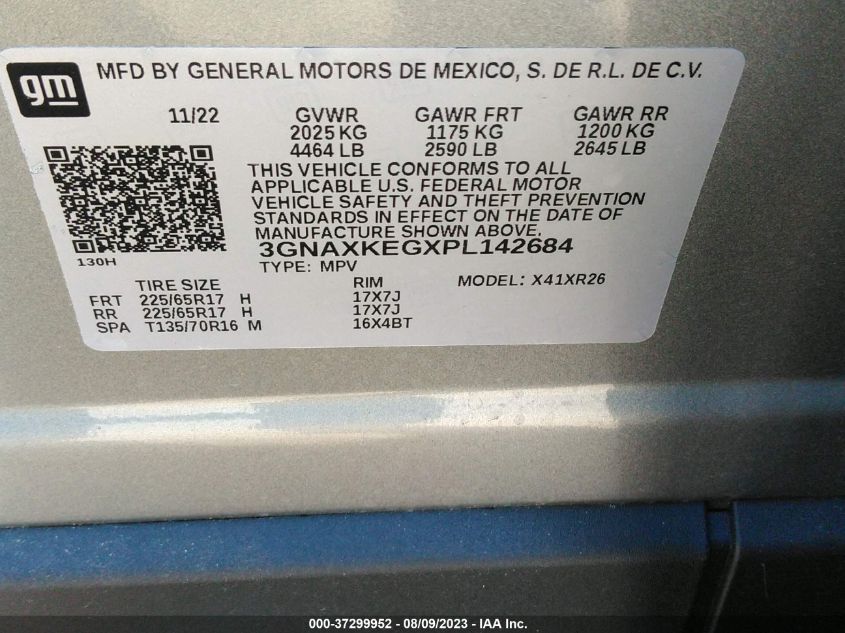 gm MFD BY GENERAL MOTORS DE MEXICO, S. DE R.L. DE C.V.
11/22 GVWR GAWR FRT GAWR RR
2025 KG 1175 KG 1200 KG
4464 LB 2590 LB 2645 LB
THIS VEHICLE CONFORMS TO ALL
APPLICABLE U.S. FEDERAL MOTOR
VEHICLE SAFETY AND THEFT PREVENTION
STANDARDS IN EFFECT ON THE DATE OF
MANUFACTURE SHOWN ABOVE.
130H 3GNAXKEGXPL142684
TYPE: MPV
TIRE SIZE RIM MODEL: X41XR26
FRT 225/65R17 H 17X7J
RR 225/65R17 H 17X7J
SPA T135/70R16 M 16X4BT
000-37299952 - 08/09/2023 - IAA Inc.